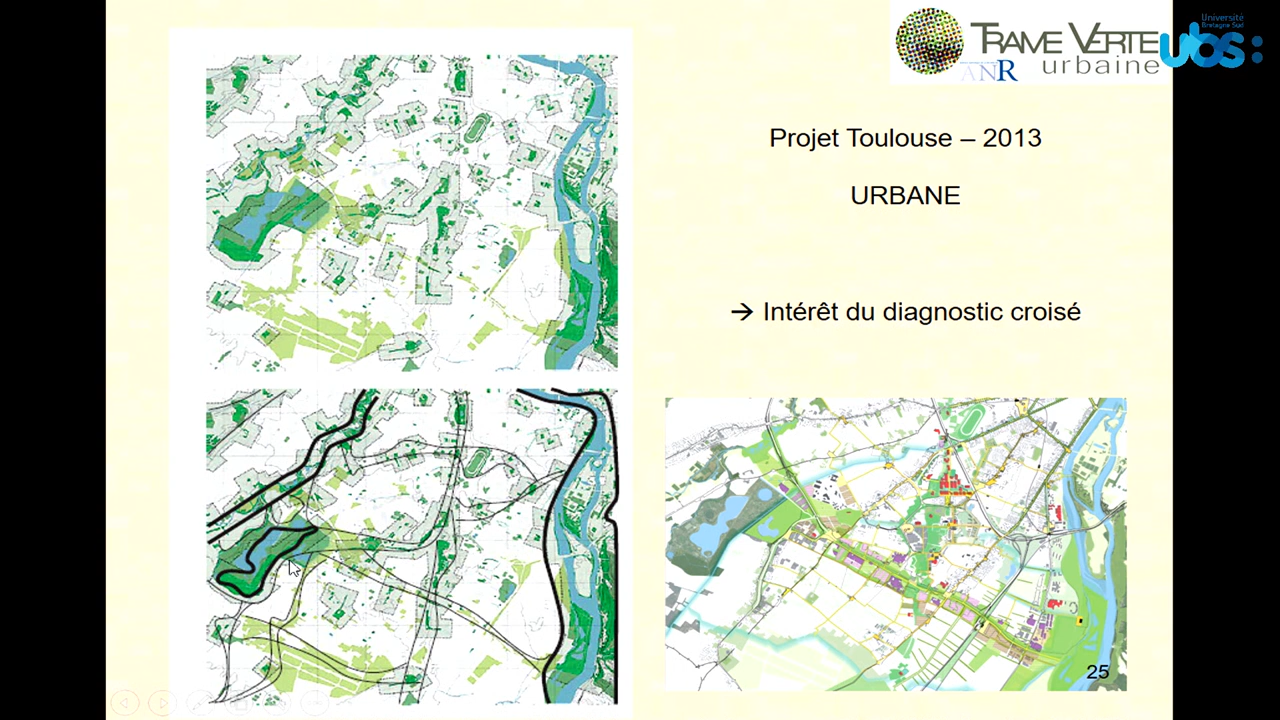 TRAME VERTE
urbaine
ANR
Université
Bretagne Sud
ubs:
Projet Toulouse – 2013
URBANE
→ Intérêt du diagnostic croisé
25